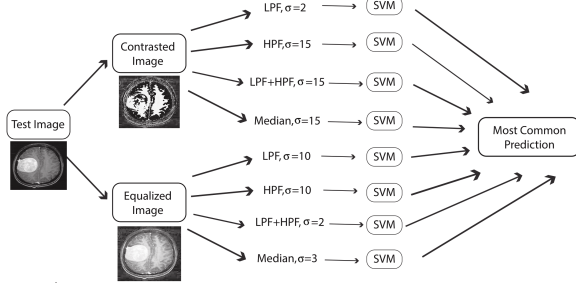 LPF, σ=2
SVM
Contrasted
Image
HPF,σ=15
SVM
LPF+HPF, σ=15
SVM
Median,σ=15
SVM
Test Image
Most Common
Prediction
LPF, σ=10
SVM
Equalized
Image
HPF,σ=10
SVM
LPF+HPF, σ=2
SVM
Median,σ=3
SVM